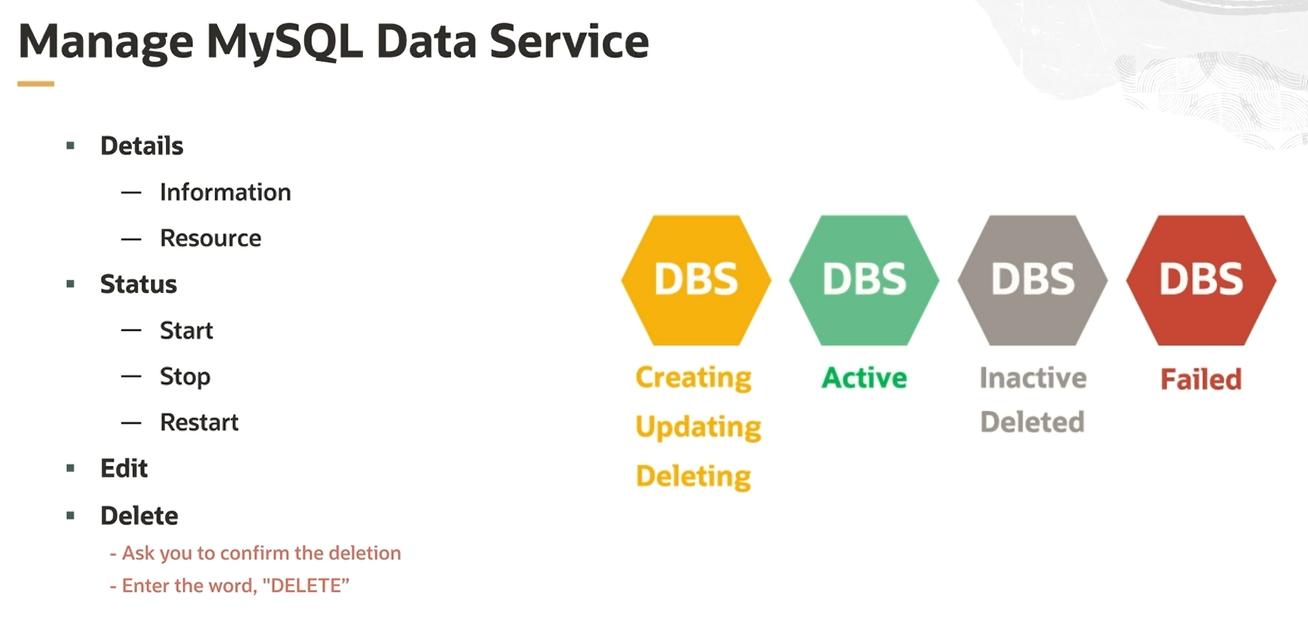 Manage MySQL Data Service
▪ Details
— Information
— Resource
▪ Status
— Start
— Stop
— Restart
▪ Edit
▪ Delete
- Ask you to confirm the deletion
- Enter the word, "DELETE”
DBS
Creating
Updating
Deleting
DBS
Active
DBS
Inactive
Deleted
DBS
Failed